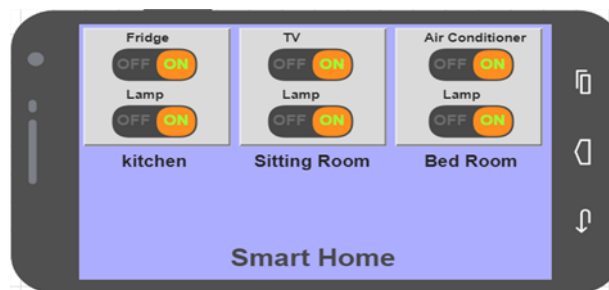 Fridge
OFF ON
Lamp
OFF ON
kitchen
TV
OFF ON
Lamp
OFF ON
Sitting Room
Air Conditioner
OFF ON
Lamp
OFF ON
Bed Room
Smart Home